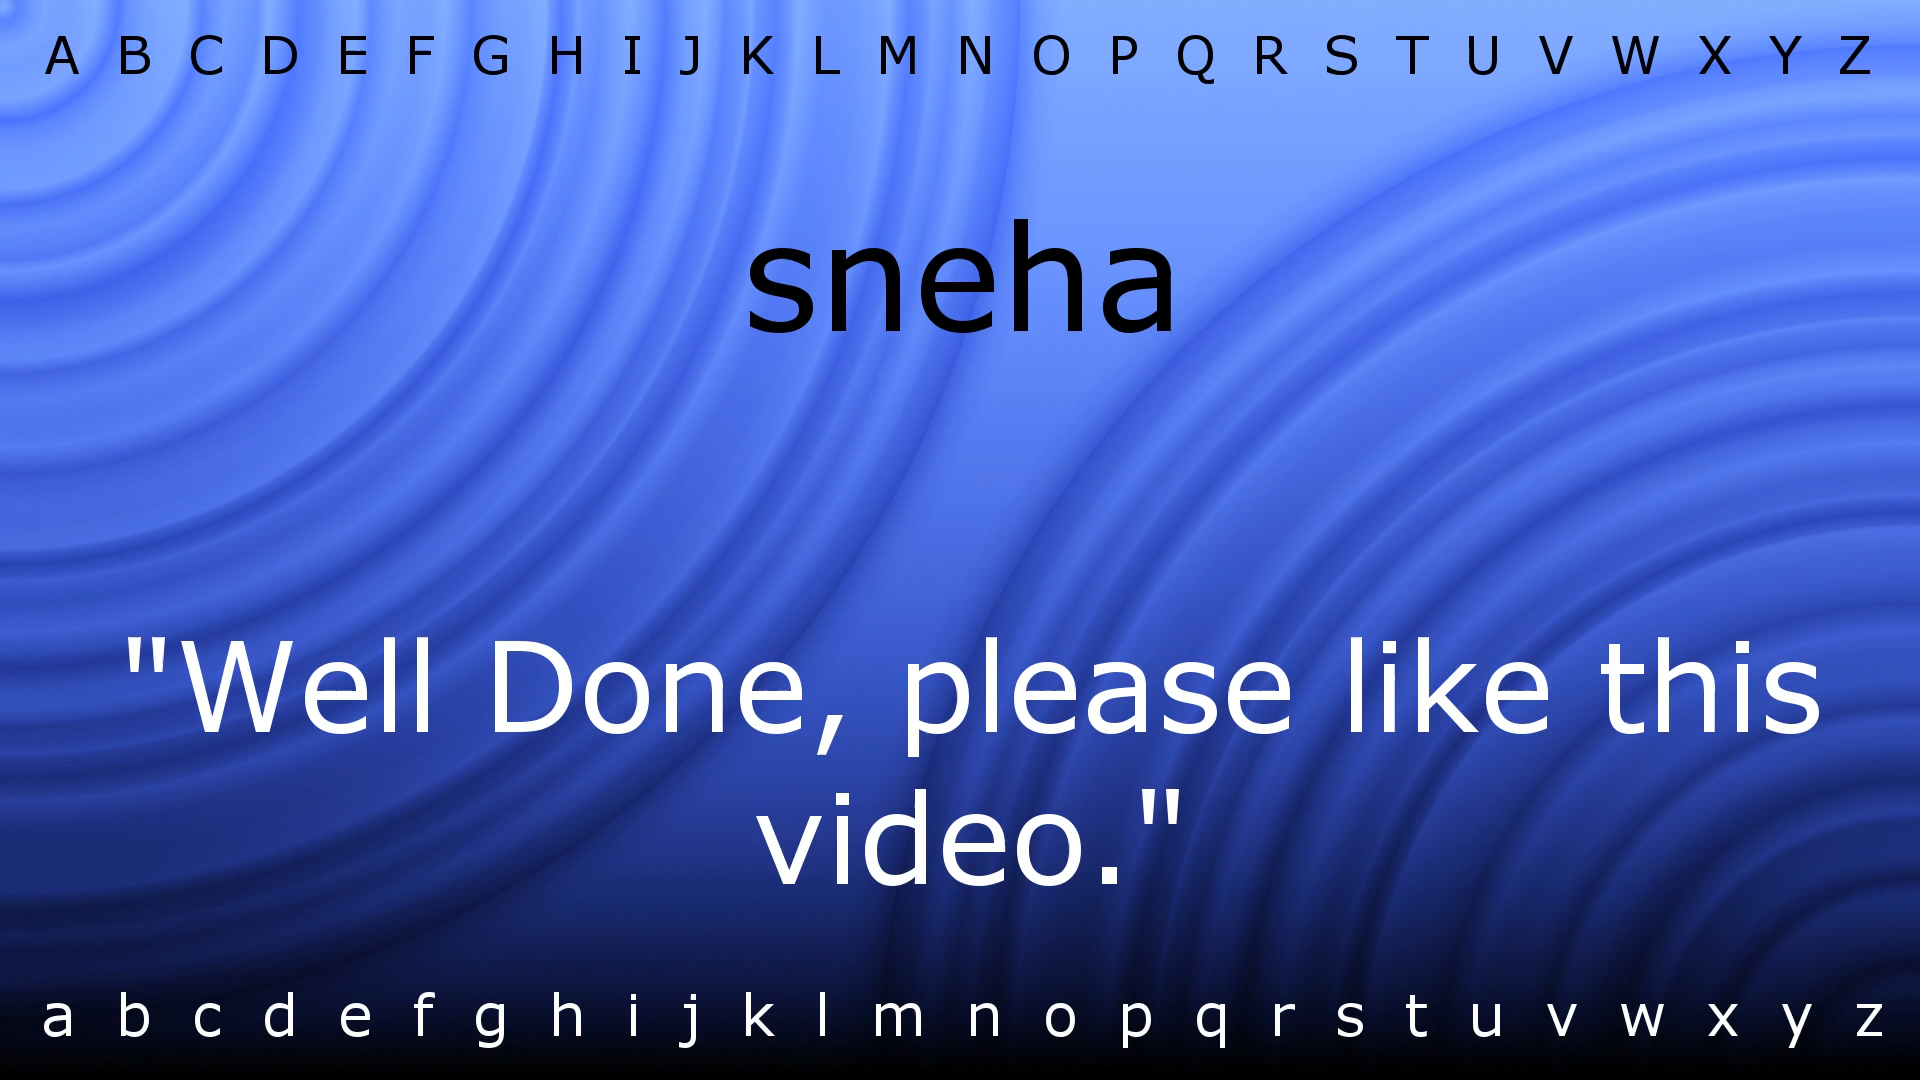 A B C D E F G H I J K L M N O P Q R S T U V W X Y Z
sneha
"Well Done, please like this
video."
a b c d e f g h i j k l m n o p q r s t u v w x y z